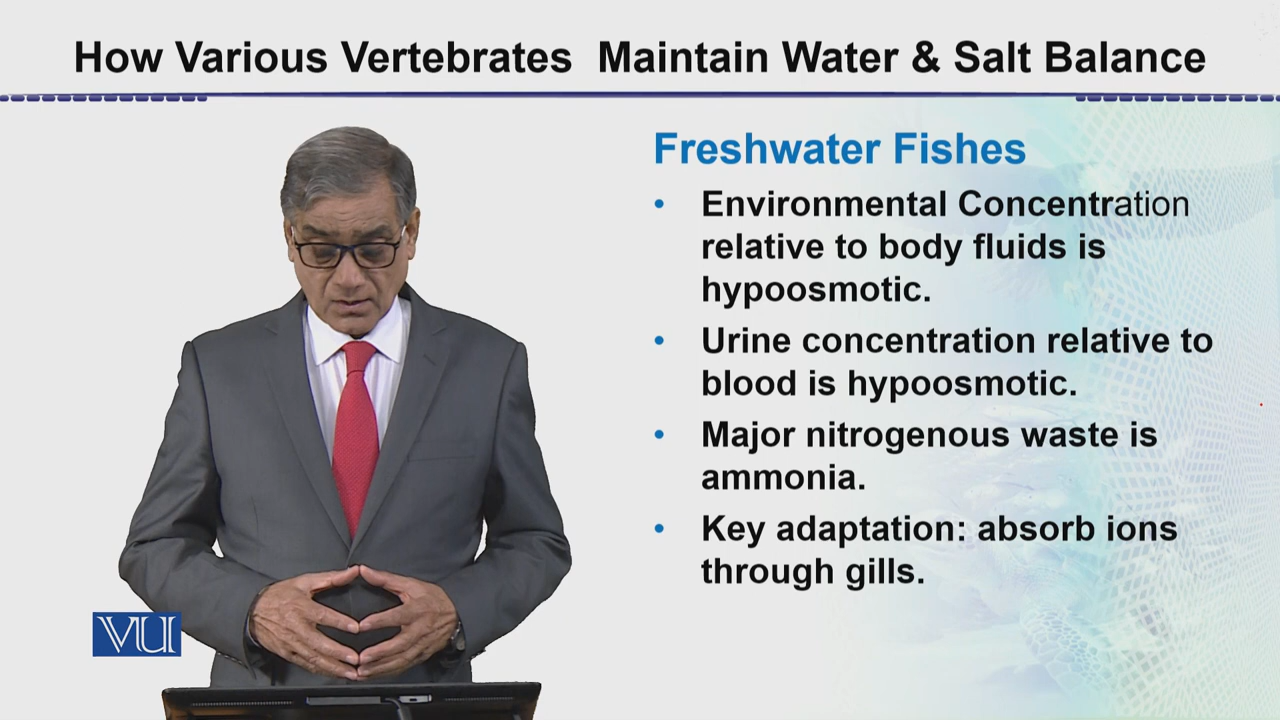 How Various Vertebrates Maintain Water & Salt Balance
Freshwater Fishes
• Environmental Concentration
relative to body fluids is
hypoosmotic.
• Urine concentration relative to
blood is hypoosmotic.
• Major nitrogenous waste is
ammonia.
• Key adaptation: absorb ions
through gills.
VU